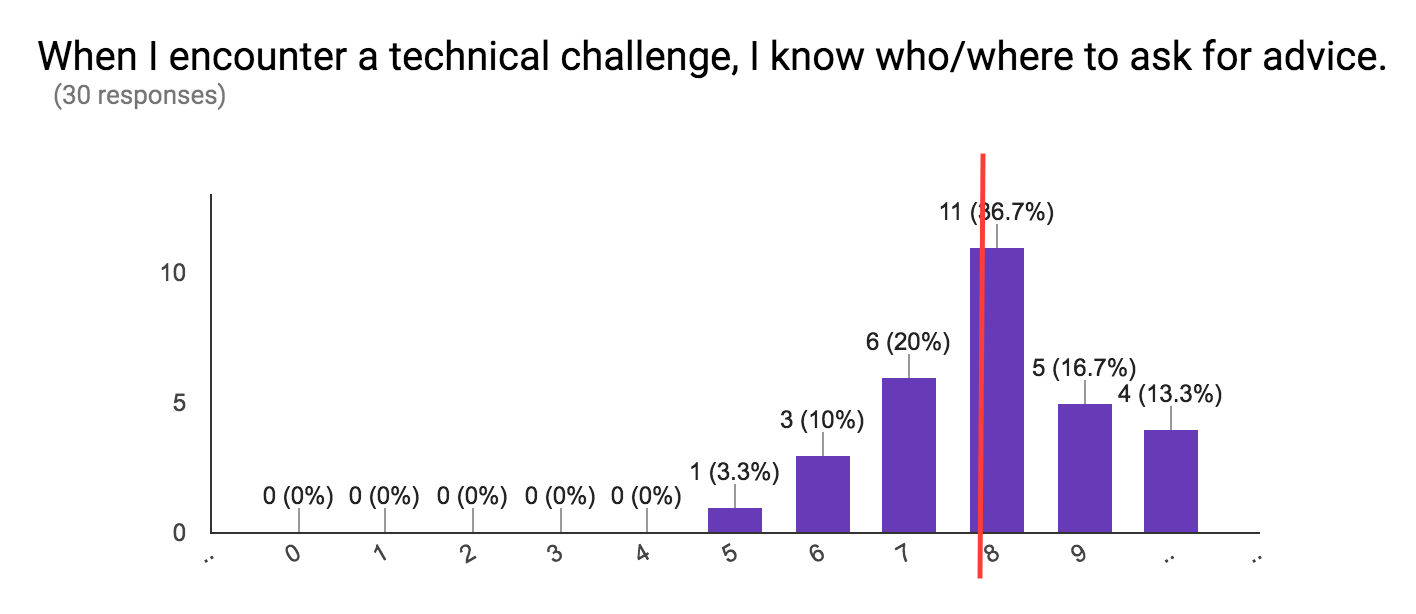 When I encounter a technical challenge, I know who/where to ask for advice.
(30 responses)
11 (36.7%)
10
6 (20%)
5 (16.7%)
4 (13.3%)
5
3 (10%)
1 (3.3%)
0 (0%) 0 (0%) 0 (0%) 0 (0%) 0 (0%)
0
.. 0 1 2 3 4 5 6 7 8 9 .. ..